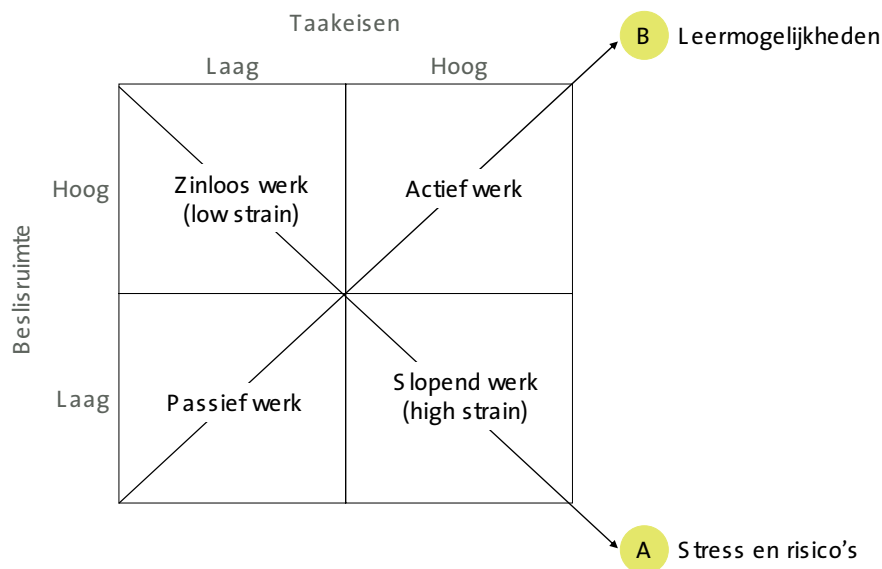 Taakeisen
B Leermogelijkheden
Laag Hoog
Hoog
Zinloos werk
(low strain)
Actief werk
Beslisruimte
Laag
Passief werk
Slopend werk
(high strain)
A Stress en risico's